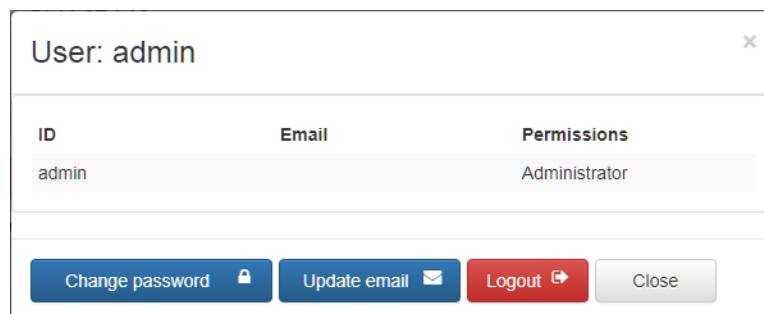 User: admin
×
ID Email Permissions
admin Administrator
Change password Update email Logout Close